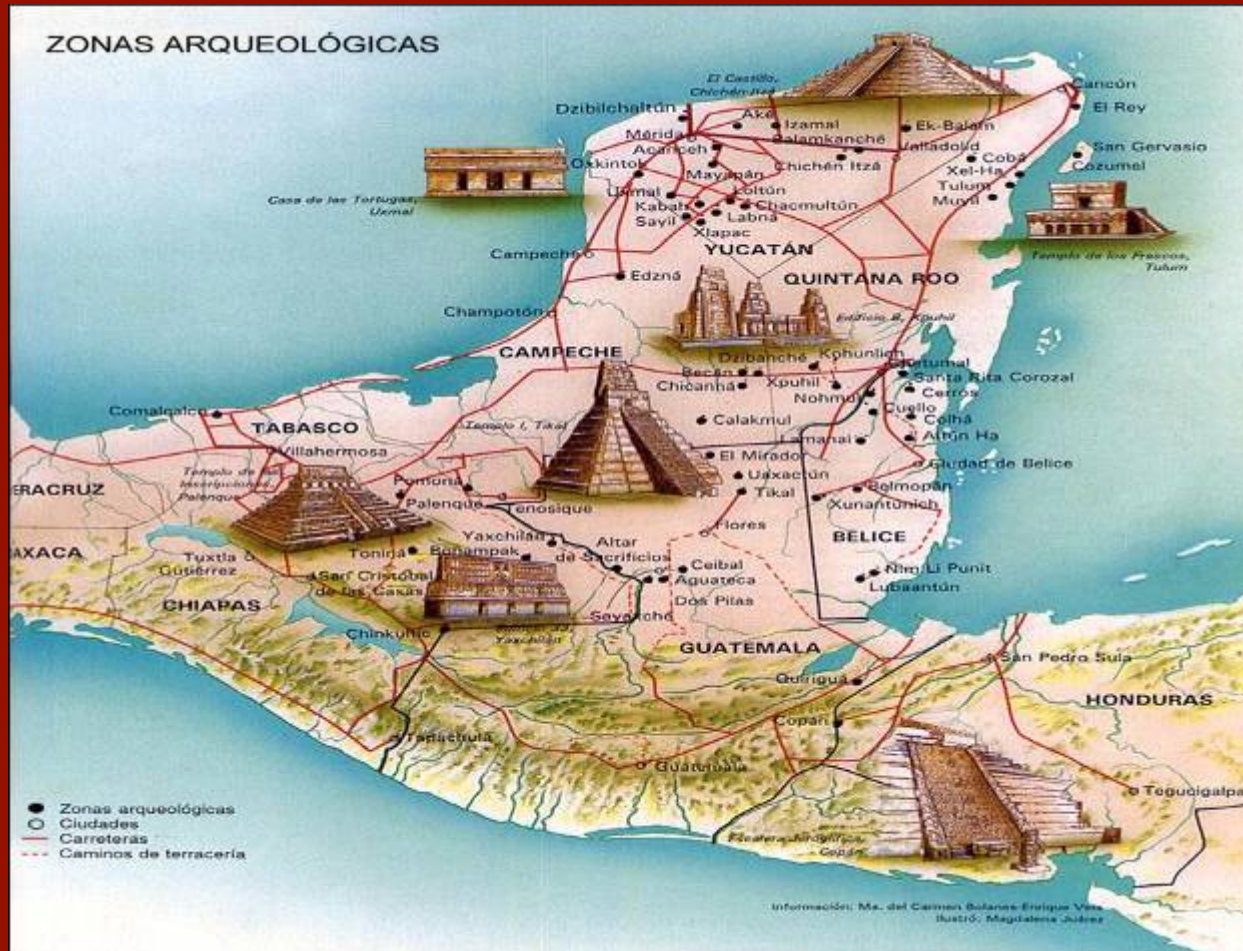 ZONAS ARQUEOLÓGICAS
El Castillo,
Chichén-Itzá
Cancún
El Rey
Dzibilchaltún
Aké
Izamal
Ek-Balam
Mérida
Balamkanché
Valladolid
Acanceh
San Gervasio
Cozumel
Oxkintok
Chichén Itzá
Cobá
Xel-Ha
Mayapán
Tulum
Muyil
Uxmal
Loltún
Kabah
Chacmultún
Sayil
Labná
Xlapac
Casa de las Tortugas,
Uxmal
Templo de los Frescos,
Tulum
YUCATÁN
Campeche
Edzná
QUINTANA ROO
Champotón
Edificio B, Xpuhil
CAMPECHE
Dzibanché
Kohunlich
Becán
Chetumal
Chicanná
Xpuhil
Santa Rita Corozal
Nohmul
Cerros
Cuello
Colhá
Comalcalco
TABASCO
Templo I, Tikal
Calakmul
Lamanai
Altún Ha
Villahermosa
El Mirador
Ciudad de Belice
Templo de las
Inscripciones,
Palenque
Uaxactún
Pomoná
Tikal
Belmopán
ERACRUZ
Palenque
Tenosique
Xunantunich
Flores
BELICE
AXACA
Yaxchilán
Altar
de Sacrificios
Tuxtla
Gutiérrez
Toniná
Bonampak
Ceibal
Nim Li Punit
San Cristóbal
de las Casas
Aguateca
Lubaantún
CHIAPAS
Dos Pilas
Sayaxché
Chinkultic
Yaxchilán
GUATEMALA
San Pedro Sula
Quiriguá
HONDURAS
Copán
Tapachula
Guatemala
Tegucigalpa
Zonas arqueológicas
Ciudades
Carreteras
Caminos de terracería
Escalera Jeroglífica,
Copán
Información: Ma. del Carmen Solanes-Enrique Vela
Ilustró: Magdalena Juárez